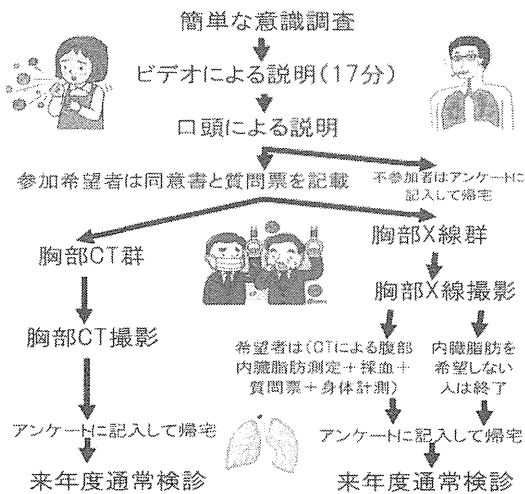 簡単な意識調査
ビデオによる説明(17分)
口頭による説明
参加希望者は同意書と質問票を記載
不参加者はアンケートに
記入して帰宅
胸部CT群
胸部X線群
胸部CT撮影
胸部X線撮影
希望者は(CTによる腹部
内臓脂肪測定+採血+
質問票+身体計測)
内臓脂肪を
希望しない
人は終了
アンケートに記入して帰宅
アンケートに記入して帰宅
来年度通常検診
来年度通常検診